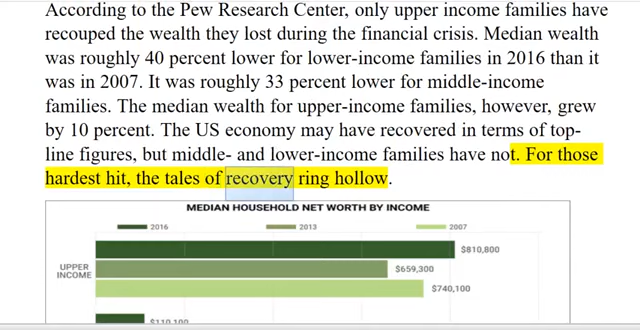 According to the Pew Research Center, only upper income families have
recouped the wealth they lost during the financial crisis. Median wealth
was roughly 40 percent lower for lower-income families in 2016 than it
was in 2007. It was roughly 33 percent lower for middle-income
families. The median wealth for upper-income families, however, grew
by 10 percent. The US economy may have recovered in terms of top-
line figures, but middle- and lower-income families have not. For those
hardest hit, the tales of recovery ring hollow.
MEDIAN HOUSEHOLD NET WORTH BY INCOME
2016 2013 2007
$810,800
UPPER
INCOME
$659,300
$740,100
$110,100